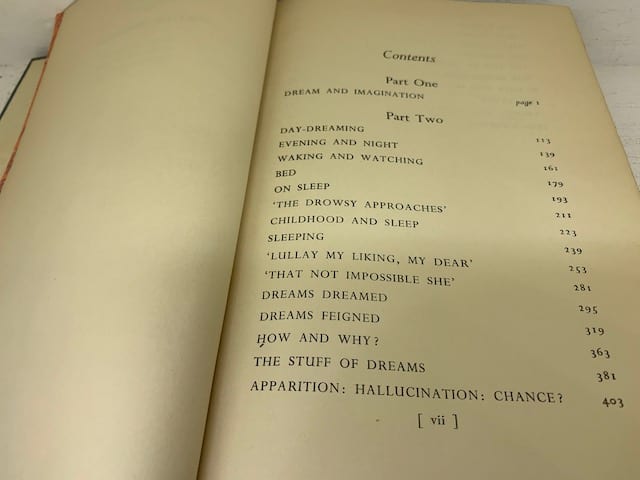 Contents
Part One
DREAM AND IMAGINATION page 1
Part Two
DAY-DREAMING 113
EVENING AND NIGHT 139
WAKING AND WATCHING 161
BED 179
ON SLEEP 193
'THE DROWSY APPROACHES' 211
CHILDHOOD AND SLEEP 223
SLEEPING 239
'LULLAY MY LIKING, MY DEAR' 253
'THAT NOT IMPOSSIBLE SHE' 281
DREAMS DREAMED 295
DREAMS FEIGNED 319
HOW AND WHY? 363
THE STUFF OF DREAMS 381
APPARITION: HALLUCINATION: CHANCE? 403
[ vii ]